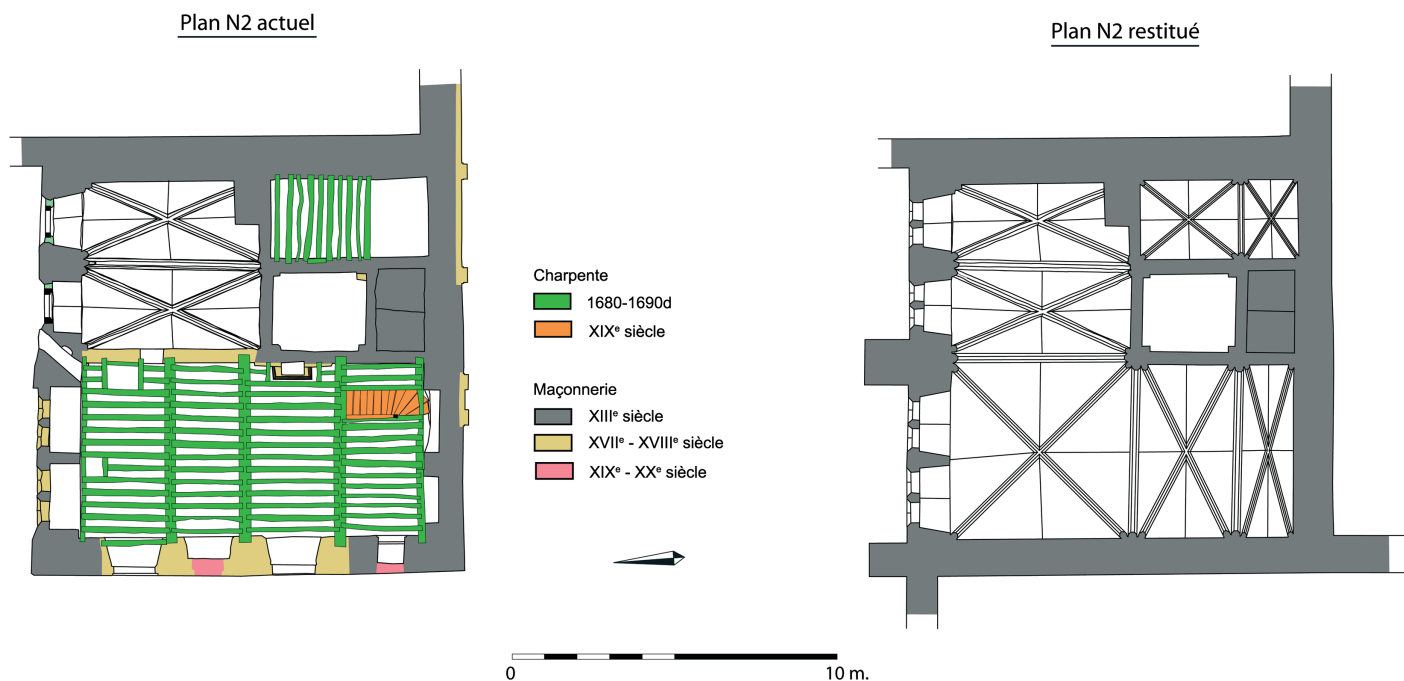 Plan N2 actuel
Plan N2 restitué
Charpente
1680-1690d
XIXᵉ siècle
Maçonnerie
XIIIᵉ siècle
XVIIᵉ - XVIIIᵉ siècle
XIXᵉ - XXᵉ siècle
0
10 m.